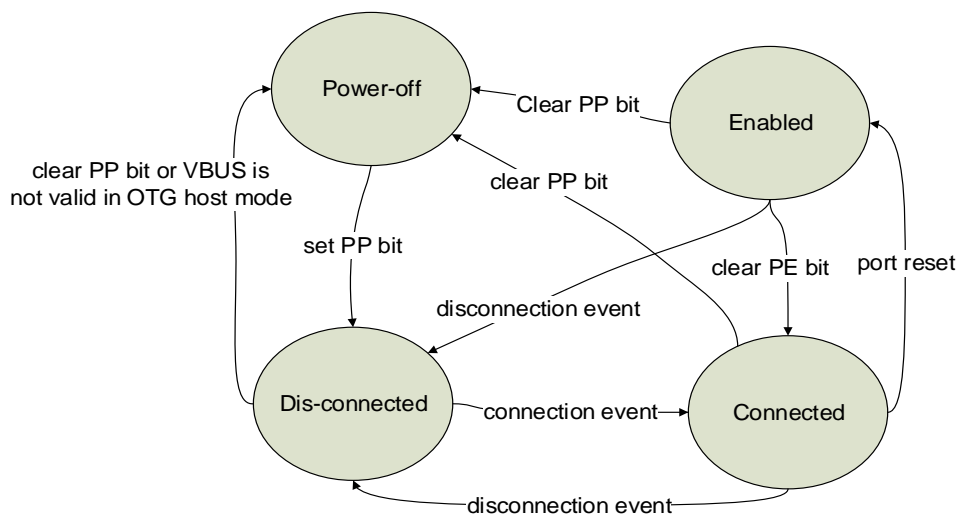 Power-off
Clear PP bit
Enabled
clear PP bit or VBUS is
not valid in OTG host mode
clear PP bit
set PP bit
clear PE bit
port reset
disconnection event
Dis-connected
connection event
Connected
disconnection event